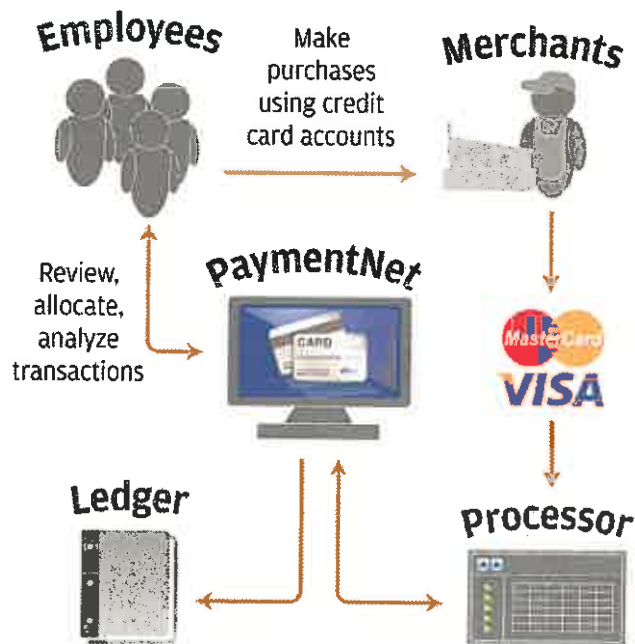 Employees
Make
purchases
using credit
card accounts
Merchants
Review,
allocate,
analyze
transactions
PaymentNet
CARD
MasterCard
VISA
Ledger
Processor